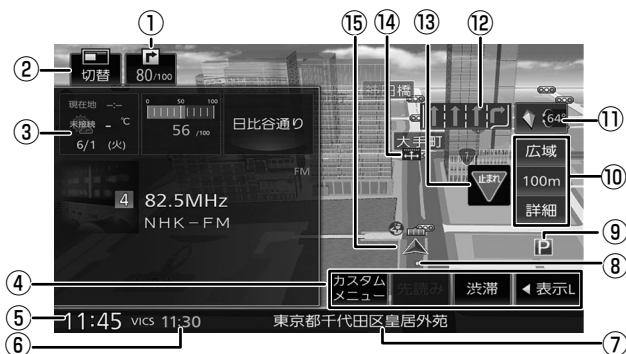 ①
⑮
⑭
⑬
⑫
②
切替
80/100
③
現在地 -:--
未接続
- ℃
6/1 (火)
0 50 100
56 /100
日比谷通り
神田橋
大手町
止まれ
648
⑪
広域
100m
詳細
⑩
FM
4
82.5MHz
NHK-FM
P
⑨
④
カスタム
メニュー
先読み
渋滞
◀ 表示L
⑧
⑤
11:45
VICS 11:30
東京都千代田区皇居外苑
⑥
⑦